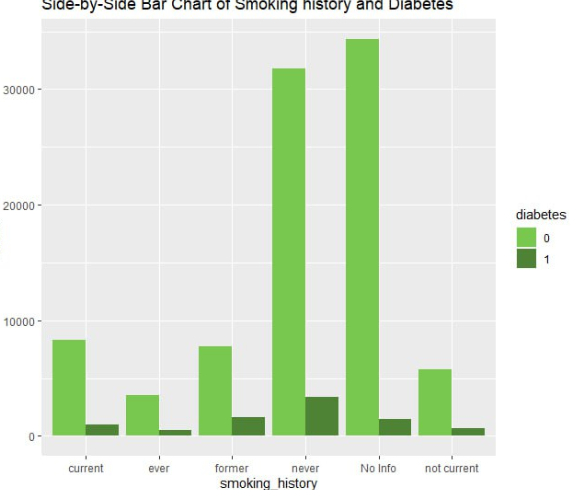 Side-by-Side Bar Chart of Smoking history and Diabetes
30000
20000
10000
0
current ever former never No Info not current
smoking_history
diabetes
0
1